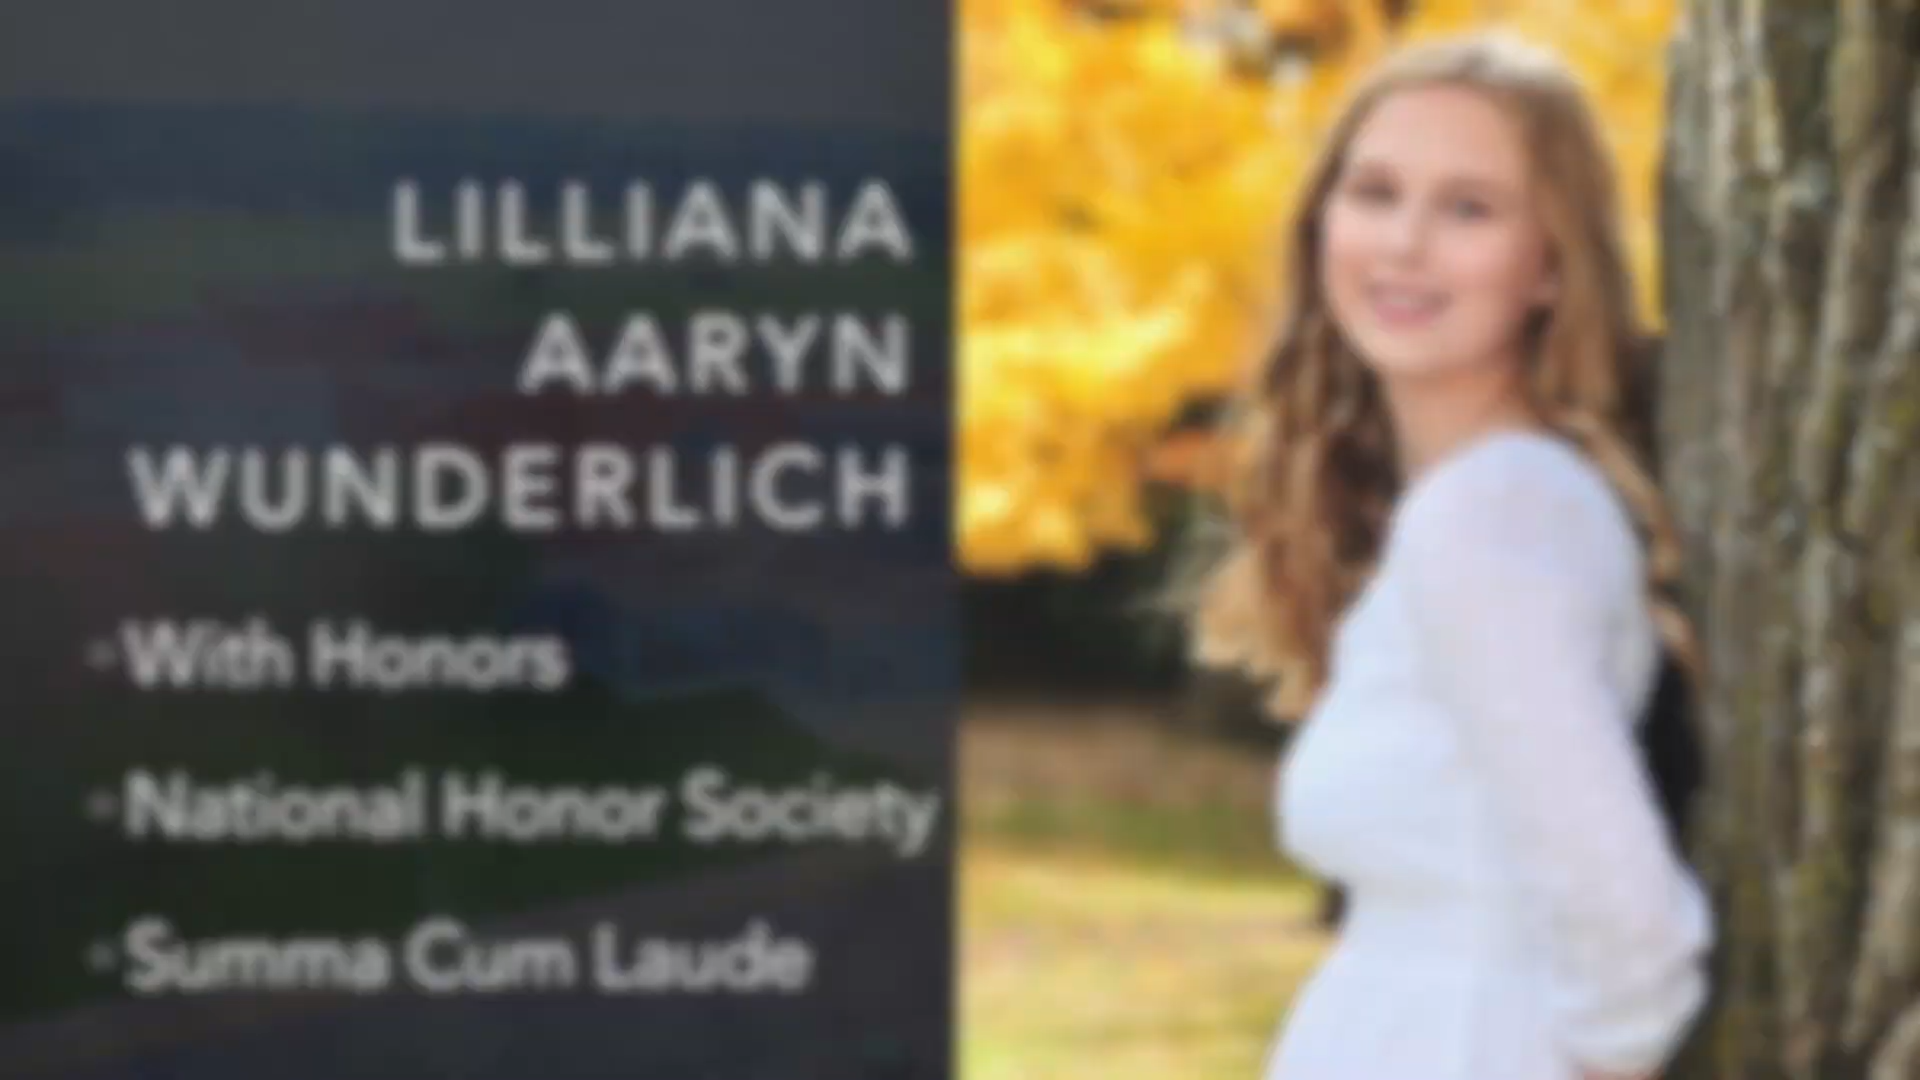 LILLIANA
AARYN
WUNDERLICH
• With Honors
• National Honor Society
• Summa Cum Laude